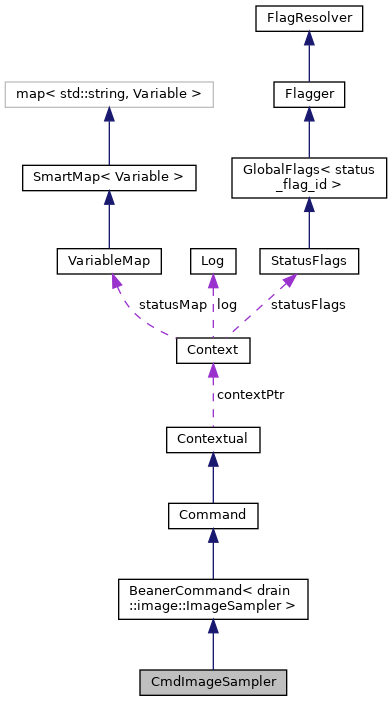 FlagResolver
map< std::string, Variable >
Flagger
SmartMap< Variable >
GlobalFlags< status
_flag_id >
VariableMap
Log
StatusFlags
statusMap
log
statusFlags
Context
contextPtr
Contextual
Command
BeanerCommand< drain
::image::ImageSampler >
CmdImageSampler